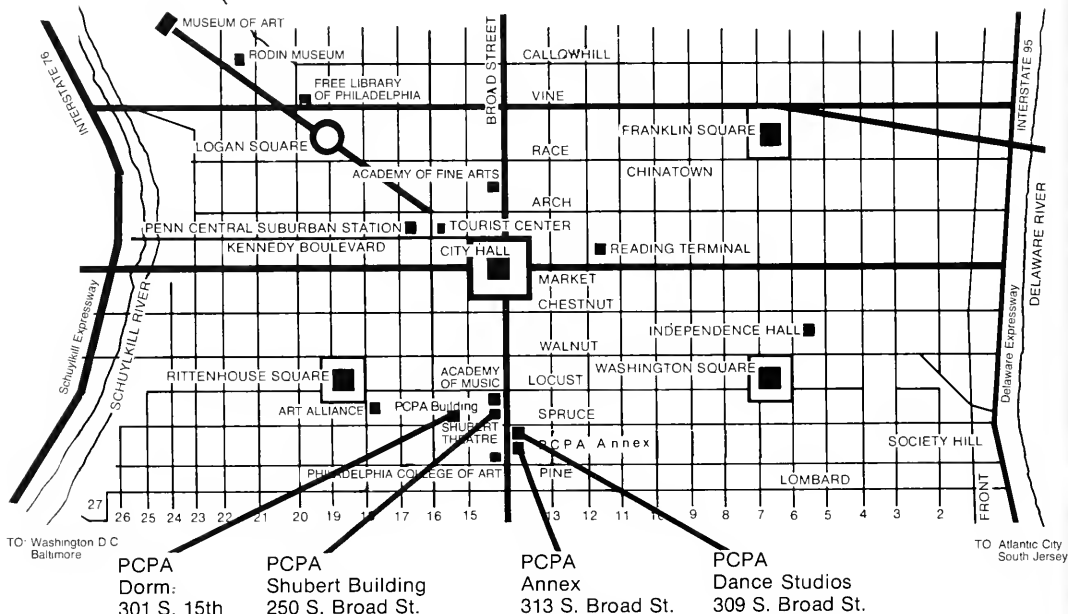 MUSEUM OF ART
RODIN MUSEUM
FREE LIBRARY
OF PHILADELPHIA
BROAD STREET
CALLOWHILL
VINE
INTERSTATE 76
INTERSTATE 95
LOGAN SQUARE
FRANKLIN SQUARE
RACE
ACADEMY OF FINE ARTS
CHINATOWN
ARCH
PENN CENTRAL SUBURBAN STATION
TOURIST CENTER
KENNEDY BOULEVARD
CITY HALL
READING TERMINAL
MARKET
DELAWARE RIVER
CHESTNUT
Schuylkill Expressway
SCHUYLKILL RIVER
INDEPENDENCE HALL
WALNUT
Delaware Expressway
RITTENHOUSE SQUARE
ACADEMY
OF MUSIC
LOCUST
WASHINGTON SQUARE
ART ALLIANCE
PCPA Building
SPRUCE
SHUBERT
THEATRE
PCPA Annex
SOCIETY HILL
PHILADELPHIA COLLEGE OF ART
PINE
LOMBARD
FRONT
27
26 25 24 23 22 21 20 19 18 17 16 15 13 12 11 10 9 8 7 6 5 4 3 2
TO: Washington D C
Baltimore
TO Atlantic City
South Jersey
PCPA
Dorm:
301 S. 15th
PCPA
Shubert Building
250 S. Broad St.
PCPA
Annex
313 S. Broad St.
PCPA
Dance Studios
309 S. Broad St.